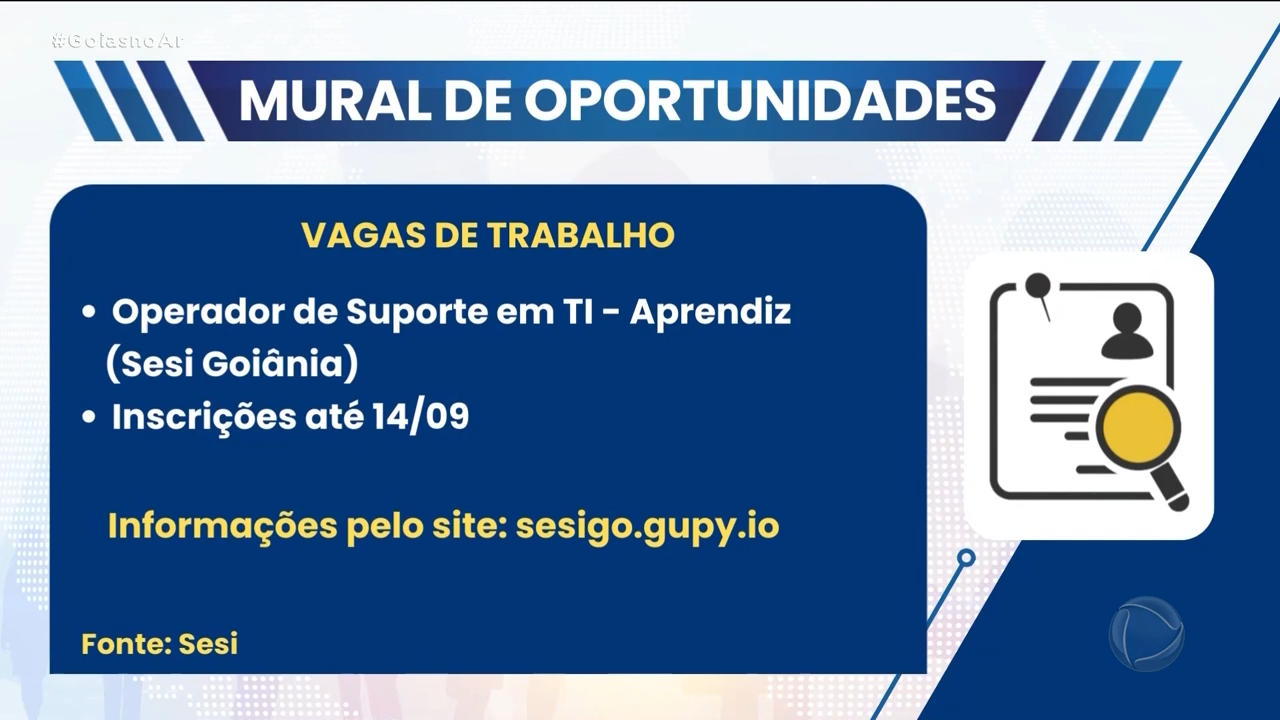 #GoiasnoAr
MURAL DE OPORTUNIDADES
VAGAS DE TRABALHO
• Operador de Suporte em TI - Aprendiz
(Sesi Goiânia)
• Inscrições até 14/09
Informações pelo site: sesigo.gupy.io
Fonte: Sesi